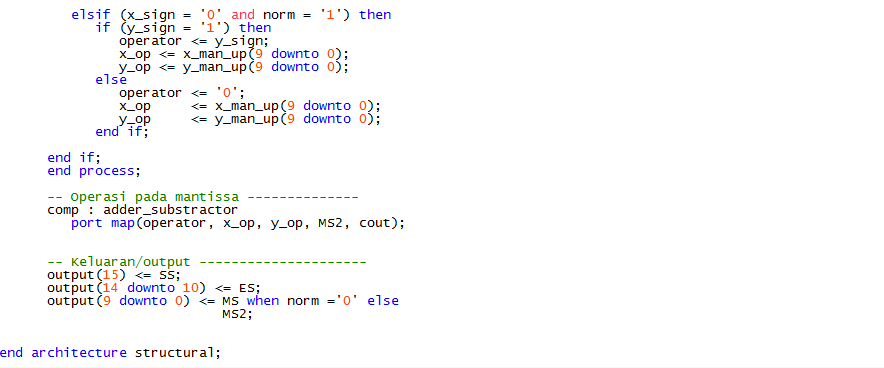 elsif (x_sign = '0' and norm = '1') then
if (y_sign = '1') then
operator <= y_sign;
x_op <= x_man_up(9 downto 0);
y_op <= y_man_up(9 downto 0);
else
operator <= '0';
x_op <= x_man_up(9 downto 0);
y_op <= y_man_up(9 downto 0);
end if;
end if;
end process;
-- Operasi pada mantissa --------------
comp : adder_substractor
port map(operator, x_op, y_op, MS2, cout);
-- Keluaran/output ---------------------
output(15) <= SS;
output(14 downto 10) <= ES;
output(9 downto 0) <= MS when norm ='0' else
MS2;
end architecture structural;